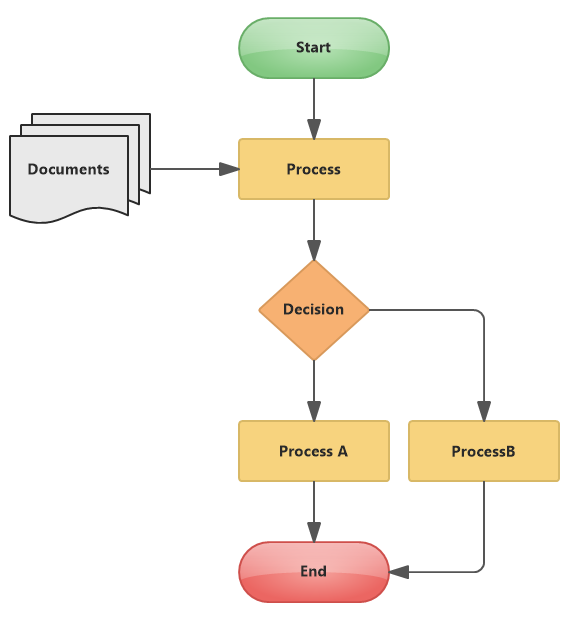 Start
Documents
Process
Decision
Process A
ProcessB
End